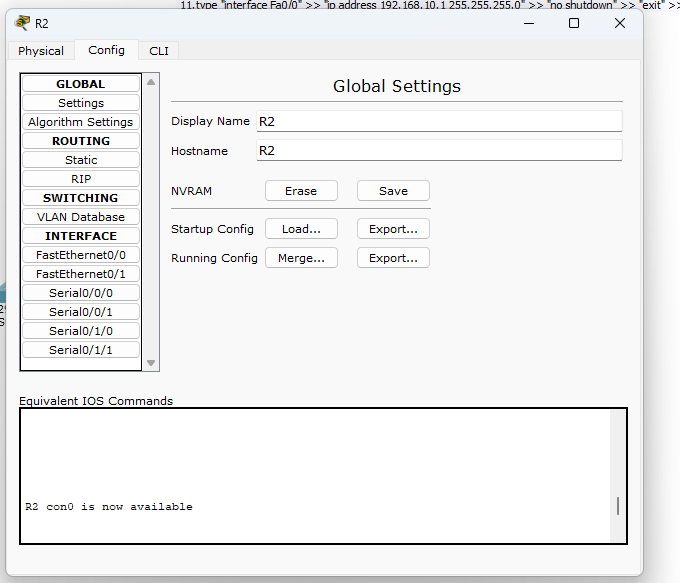 11.type "interface Fa0/0" >> "ip address 192.168.10.1 255.255.255.0" >> "no shutdown" >> "exit" >>
R2
Physical Config CLI
GLOBAL
Settings
Algorithm Settings
ROUTING
Static
RIP
SWITCHING
VLAN Database
INTERFACE
FastEthernet0/0
FastEthernet0/1
Serial0/0/0
Serial0/0/1
Serial0/1/0
Serial0/1/1
Global Settings
Display Name R2
Hostname R2
NVRAM Erase Save
Startup Config Load... Export...
Running Config Merge... Export...
Equivalent IOS Commands
R2 con0 is now available